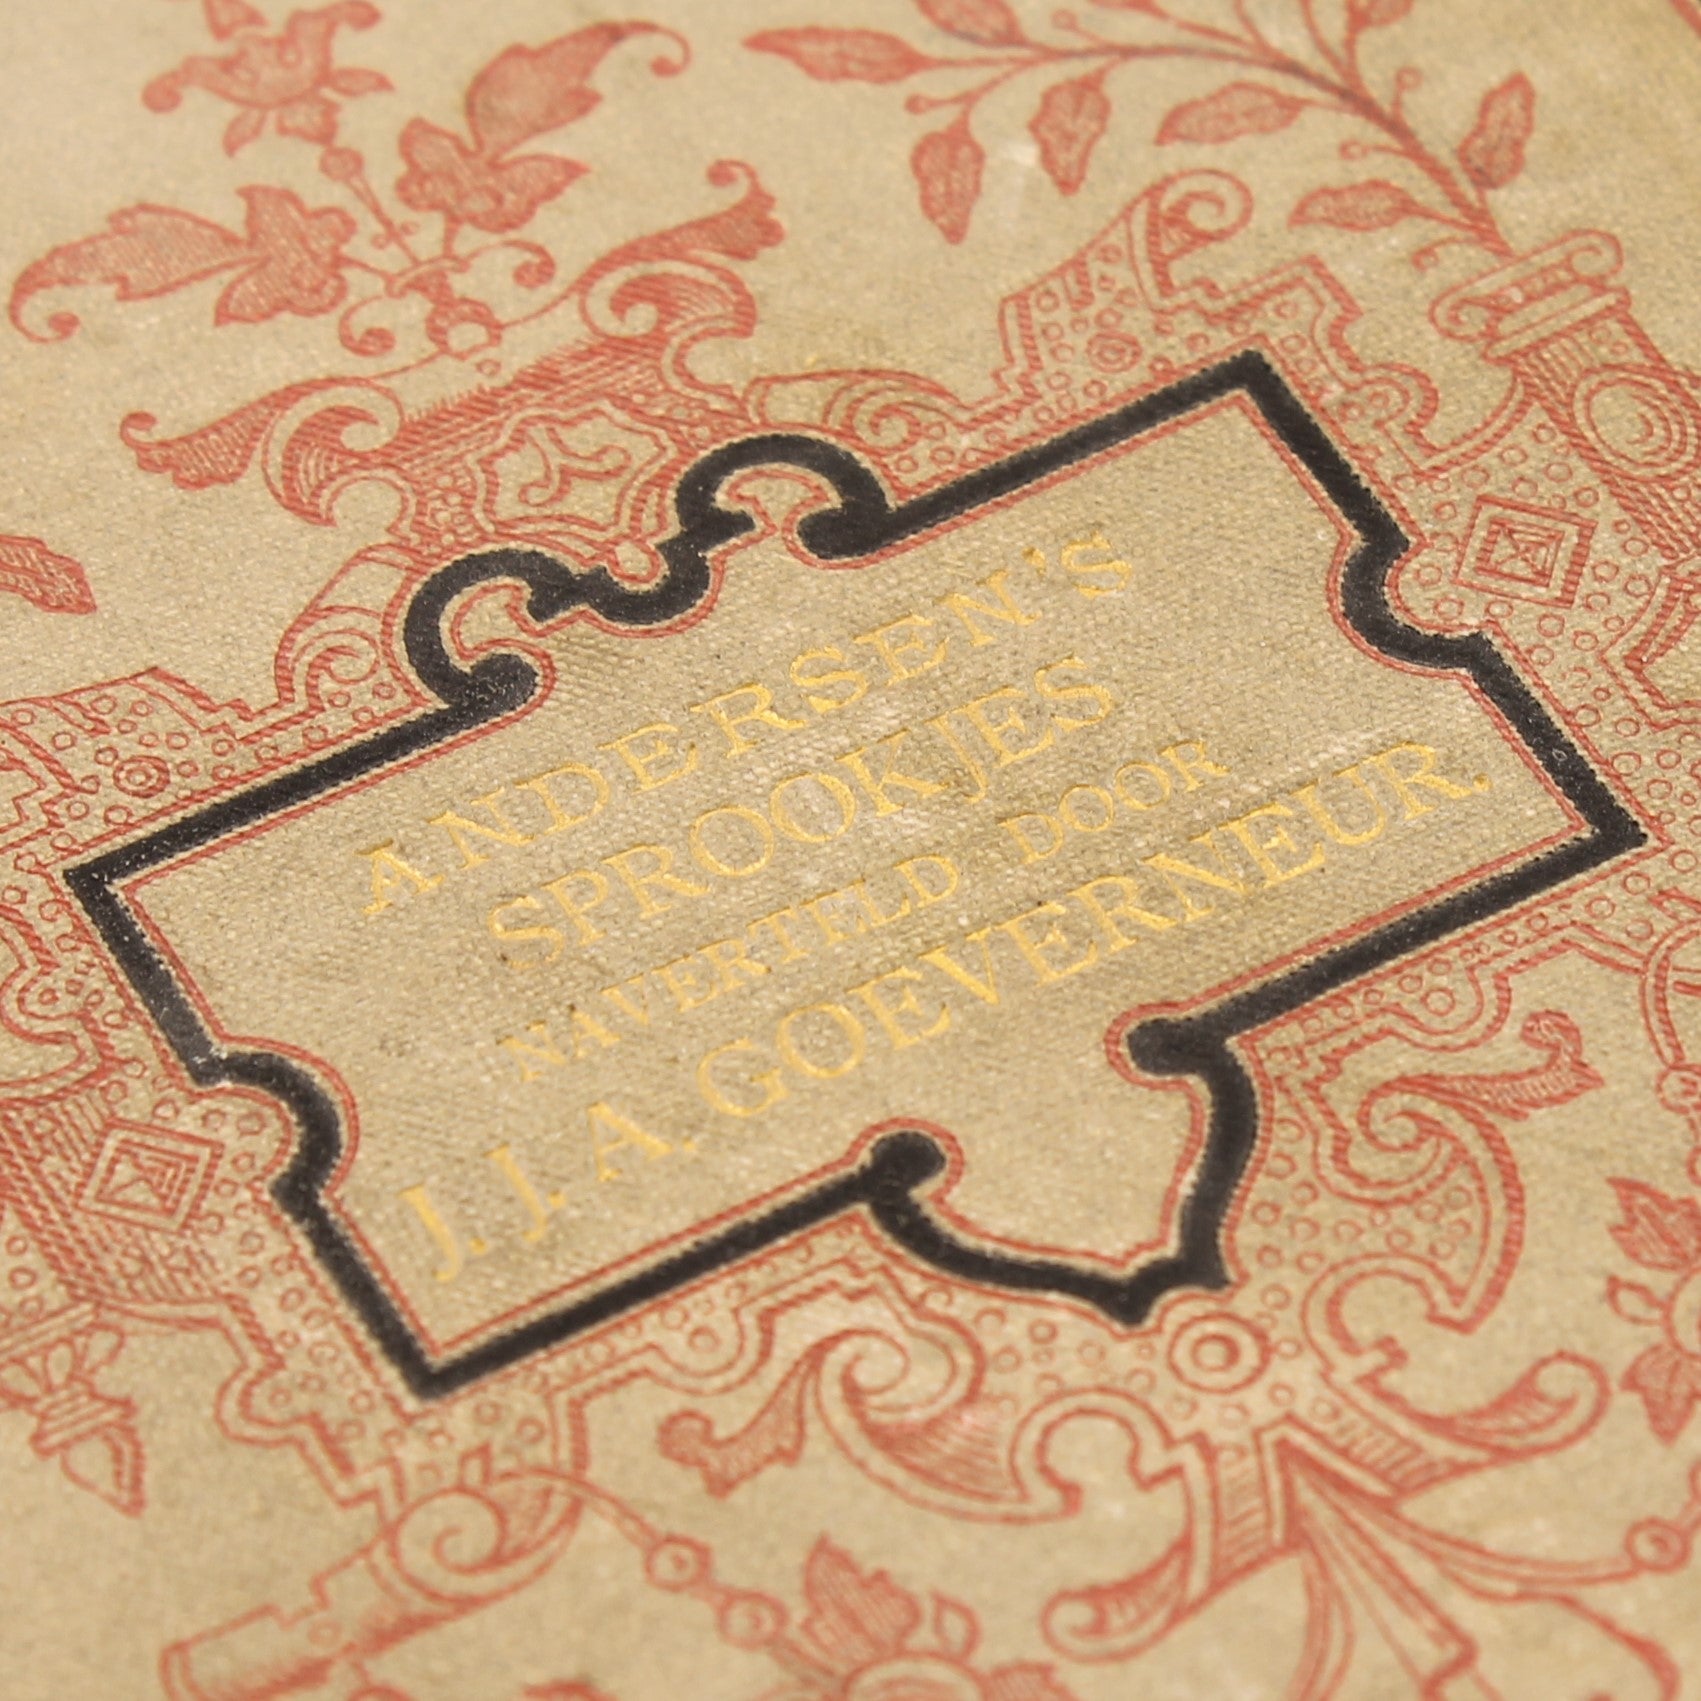 ANDERSEN'S
SPROOKJES
NAVERTELD DOOR
J. J. A. GOEVERNEUR.